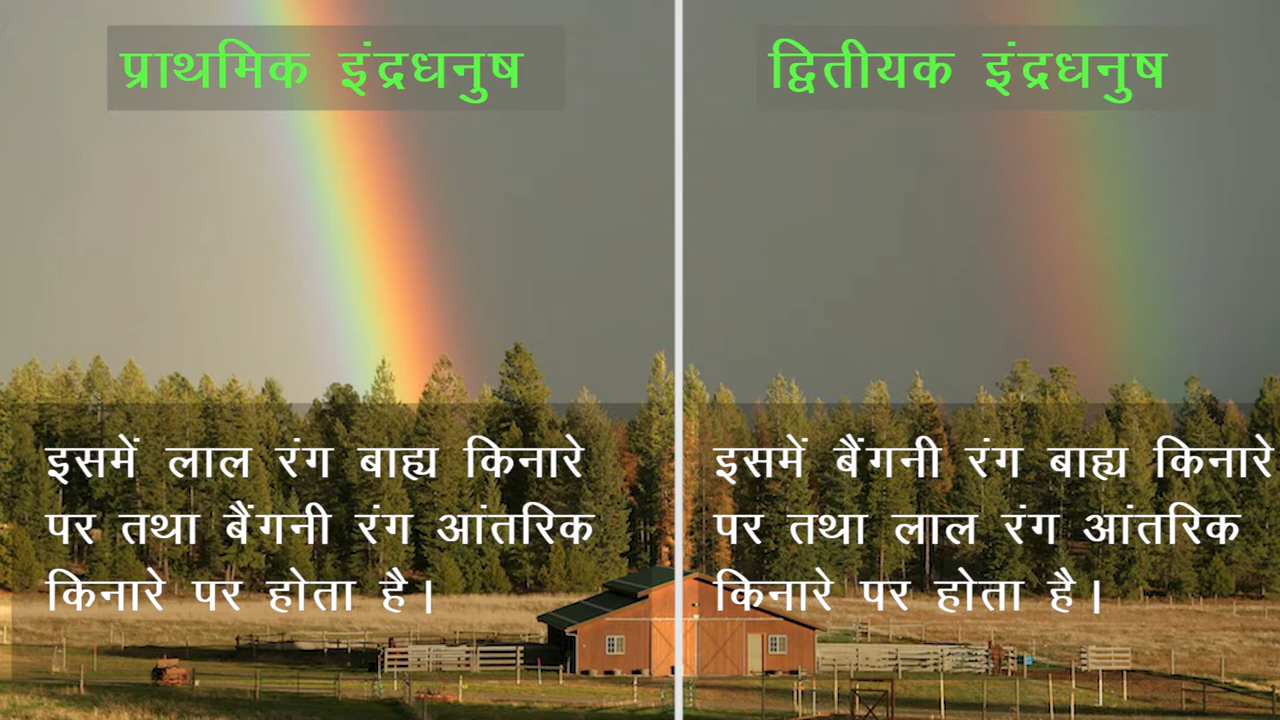 प्राथमिक इंद्रधनुष
इसमें लाल रंग बाह्य किनारे
पर तथा बैंगनी रंग आंतरिक
किनारे पर होता है।
द्वितीयक इंद्रधनुष
इसमें बैंगनी रंग बाह्य किनारे
पर तथा लाल रंग आंतरिक
किनारे पर होता है।